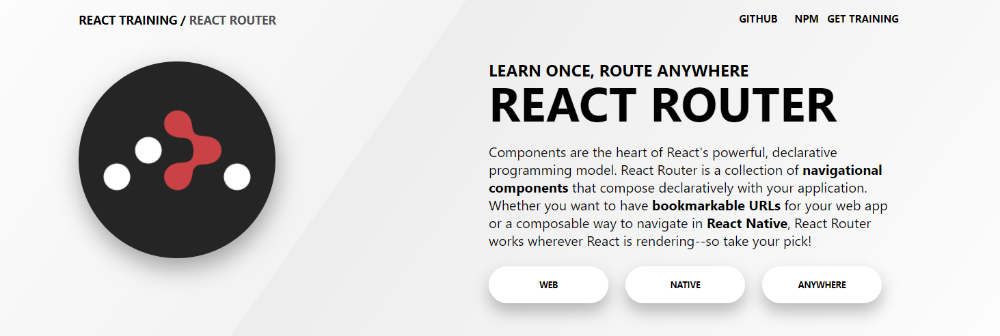 REACT TRAINING / REACT ROUTER
GITHUB NPM GET TRAINING
LEARN ONCE, ROUTE ANYWHERE
REACT ROUTER
Components are the heart of React's powerful, declarative
programming model. React Router is a collection of navigational
components that compose declaratively with your application.
Whether you want to have bookmarkable URLs for your web app
or a composable way to navigate in React Native, React Router
works wherever React is rendering--so take your pick!
WEB NATIVE ANYWHERE